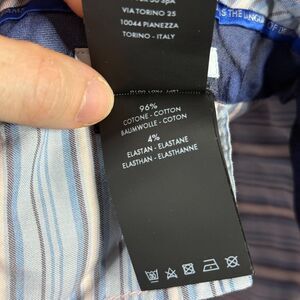 VIA TORINO 25
10044 PIANEZZA
TORINO - ITALY
96%
COTONE - COTTON
BAUMWOLLE - COTON
4%
ELASTAN - ELASTANE
ELASTHAN - ELASTHANNE